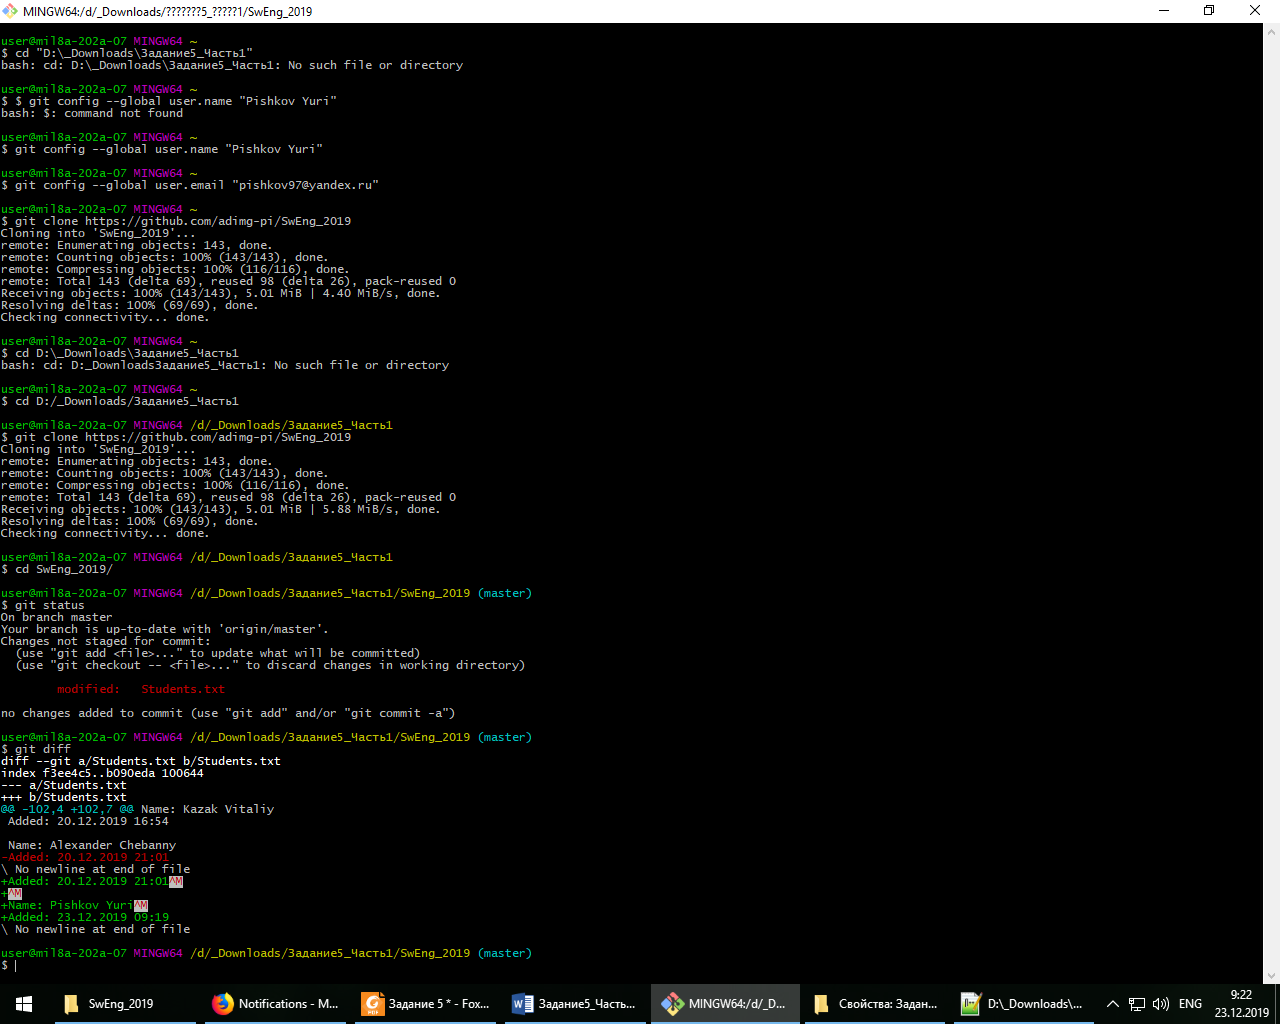 MINGW64:/d/_Downloads/???????5_?????1/SwEng_2019
user@mil8a-202a-07 MINGW64 ~
$ cd "D:\_Downloads\Задание5_Часть1"
bash: cd: D:\_Downloads\Задание5_Часть1: No such file or directory
user@mil8a-202a-07 MINGW64 ~
$ $ git config --global user.name "Pishkov Yuri"
bash: $: command not found
user@mil8a-202a-07 MINGW64 ~
$ git config --global user.name "Pishkov Yuri"
user@mil8a-202a-07 MINGW64 ~
$ git config --global user.email "pishkov97@yandex.ru"
user@mil8a-202a-07 MINGW64 ~
$ git clone https://github.com/adimg-pi/SwEng_2019
Cloning into 'SwEng_2019'...
remote: Enumerating objects: 143, done.
remote: Counting objects: 100% (143/143), done.
remote: Compressing objects: 100% (116/116), done.
remote: Total 143 (delta 69), reused 98 (delta 26), pack-reused 0
Receiving objects: 100% (143/143), 5.01 MiB | 4.40 MiB/s, done.
Resolving deltas: 100% (69/69), done.
Checking connectivity... done.
user@mil8a-202a-07 MINGW64 ~
$ cd D:\_Downloads\Задание5_Часть1
bash: cd: D:_DownloadsЗадание5_Часть1: No such file or directory
user@mil8a-202a-07 MINGW64 ~
$ cd D:/_Downloads/Задание5_Часть1
user@mil8a-202a-07 MINGW64 /d/_Downloads/Задание5_Часть1
$ git clone https://github.com/adimg-pi/SwEng_2019
Cloning into 'SwEng_2019'...
remote: Enumerating objects: 143, done.
remote: Counting objects: 100% (143/143), done.
remote: Compressing objects: 100% (116/116), done.
remote: Total 143 (delta 69), reused 98 (delta 26), pack-reused 0
Receiving objects: 100% (143/143), 5.01 MiB | 5.88 MiB/s, done.
Resolving deltas: 100% (69/69), done.
Checking connectivity... done.
user@mil8a-202a-07 MINGW64 /d/_Downloads/Задание5_Часть1
$ cd SwEng_2019/
user@mil8a-202a-07 MINGW64 /d/_Downloads/Задание5_Часть1/SwEng_2019 (master)
$ git status
On branch master
Your branch is up-to-date with 'origin/master'.
Changes not staged for commit:
(use "git add <file>..." to update what will be committed)
(use "git checkout -- <file>..." to discard changes in working directory)
modified: Students.txt
no changes added to commit (use "git add" and/or "git commit -a")
user@mil8a-202a-07 MINGW64 /d/_Downloads/Задание5_Часть1/SwEng_2019 (master)
$ git diff
diff --git a/Students.txt b/Students.txt
index f3ee4c5..b090eda 100644
--- a/Students.txt
+++ b/Students.txt
@@ -102,4 +102,7 @@ Name: Kazak Vitaliy
Added: 20.12.2019 16:54
Name: Alexander Chebanny
-Added: 20.12.2019 21:01
\ No newline at end of file
+Added: 20.12.2019 21:01^M
+^M
+Name: Pishkov Yuri^M
+Added: 23.12.2019 09:19
\ No newline at end of file
user@mil8a-202a-07 MINGW64 /d/_Downloads/Задание5_Часть1/SwEng_2019 (master)
$
SwEng_2019
Notifications - M...
Задание 5 * - Fox...
Задание5_Часть...
MINGW64:/d/_D...
Свойства: Задан...
D:\_Downloads\...
ENG
9:22
23.12.2019